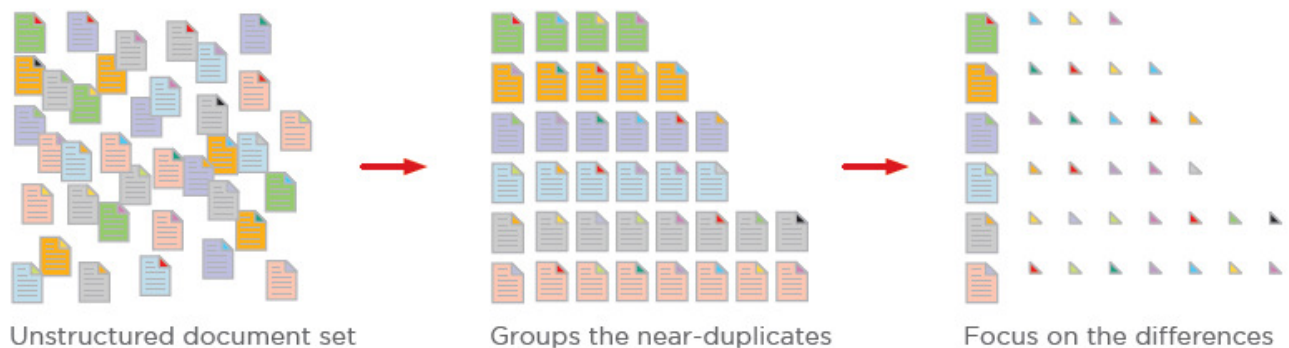 Unstructured document set
Groups the near-duplicates
Focus on the differences